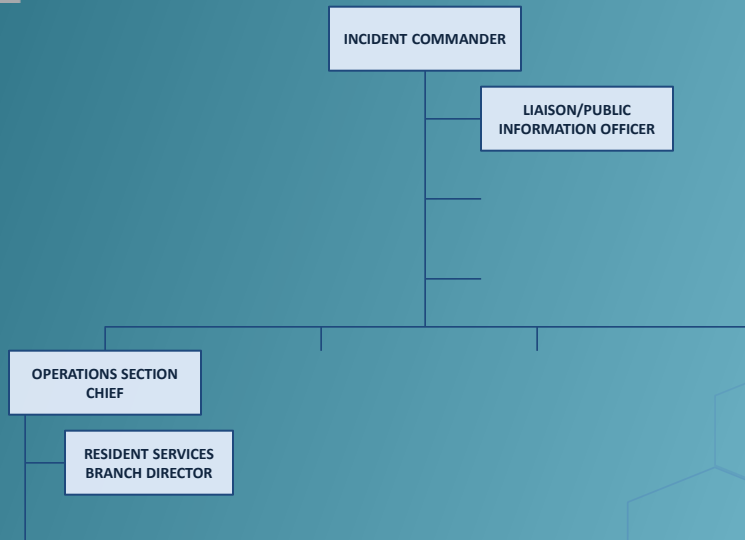 INCIDENT COMMANDER
LIAISON/PUBLIC
INFORMATION OFFICER
OPERATIONS SECTION
CHIEF
RESIDENT SERVICES
BRANCH DIRECTOR